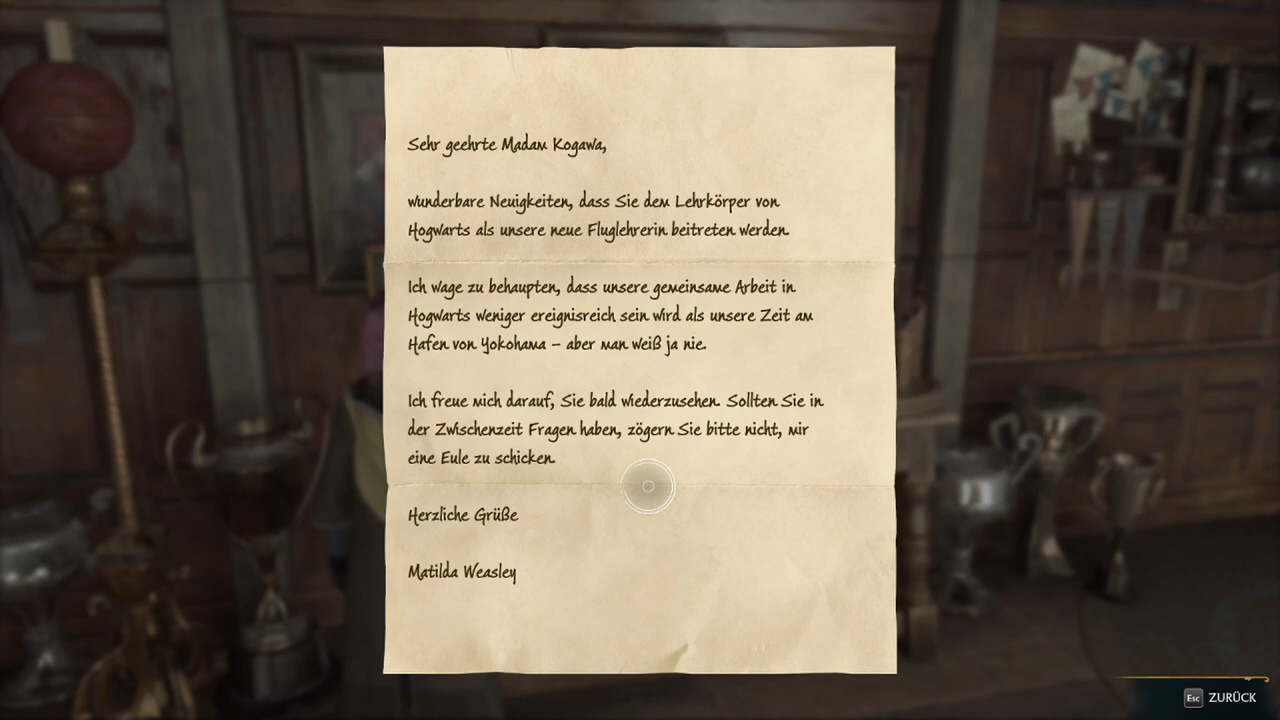 Sehr geehrte Madam Kogawa,
wunderbare Neuigkeiten, dass Sie dem Lehrkörper von
Hogwarts als unsere neue Fluglehrerin beitreten werden.
Ich wage zu behaupten, dass unsere gemeinsame Arbeit in
Hogwarts weniger ereignisreich sein wird als unsere Zeit am
Hafen von Yokohama – aber man weiß ja nie.
Ich freue mich darauf, Sie bald wiederzusehen. Sollten Sie in
der Zwischenzeit Fragen haben, zögern Sie bitte nicht, mir
eine Eule zu schicken.
Herzliche Grüße
Matilda Weasley
Esc ZURÜCK